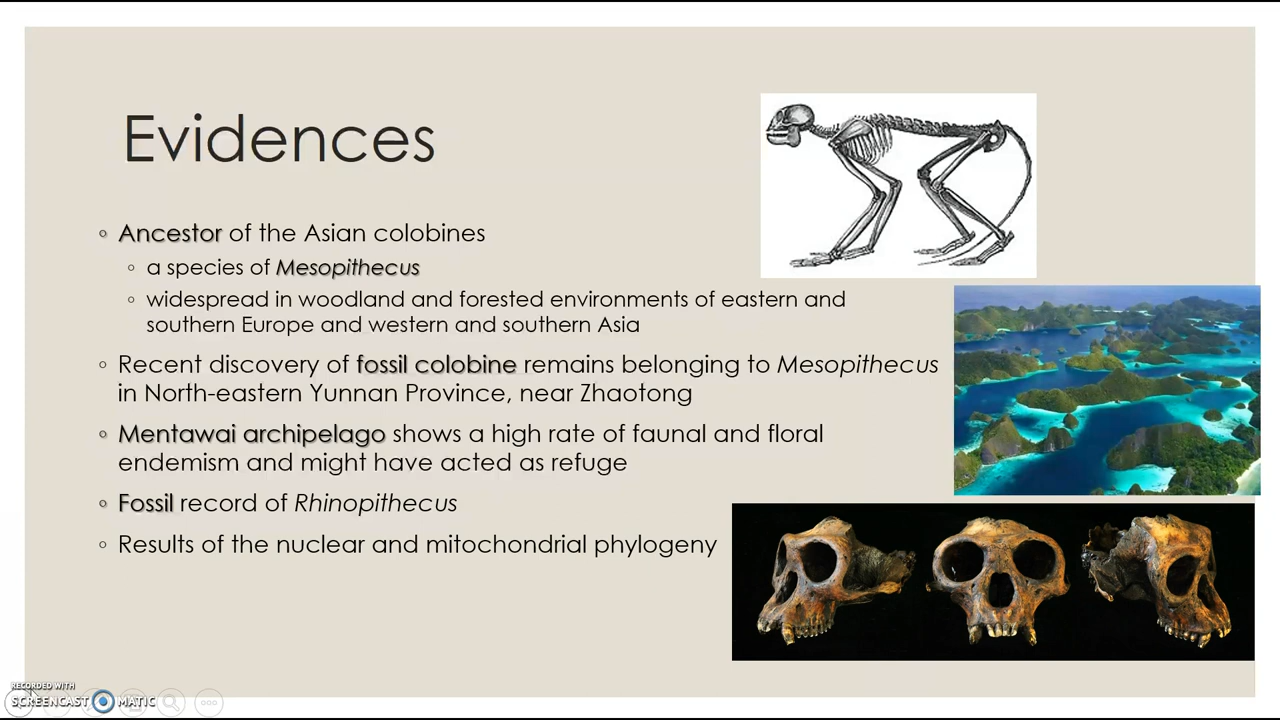 Evidences
◦ Ancestor of the Asian colobines
◦ a species of Mesopithecus
◦ widespread in woodland and forested environments of eastern and
southern Europe and western and southern Asia
◦ Recent discovery of fossil colobine remains belonging to Mesopithecus
in North-eastern Yunnan Province, near Zhaotong
◦ Mentawai archipelago shows a high rate of faunal and floral
endemism and might have acted as refuge
◦ Fossil record of Rhinopithecus
◦ Results of the nuclear and mitochondrial phylogeny
RECORDED WITH
SCREENCAST MATIC